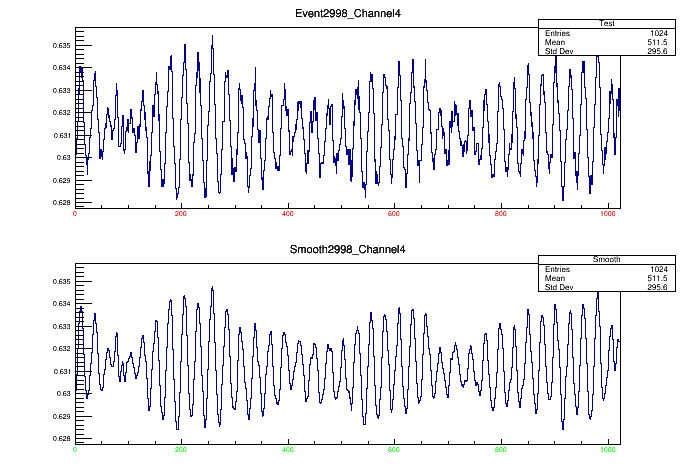 Event2998_Channel4
Test
Entries 1024
Mean 511.5
Std Dev 295.6
0.635
0.634
0.633
0.632
0.631
0.63
0.629
0.628
0 200 400 600 800 1000
Smooth2998_Channel4
Smooth
Entries 1024
Mean 511.5
Std Dev 295.6
0.635
0.634
0.633
0.632
0.631
0.63
0.629
0.628
0 200 400 600 800 1000